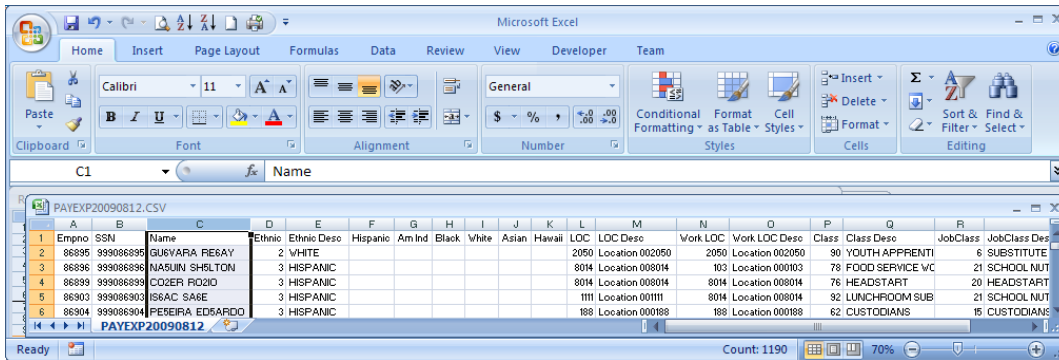 Microsoft Excel
Home Insert Page Layout Formulas Data Review View Developer Team
Paste Calibri 11 A A General Conditional Formatting Format as Table Cell Styles Insert Delete Format Σ Sort & Filter Find & Select
B I U A $ % , .0 .00 .00 .0
Clipboard Font Alignment Number Styles Cells Editing
C1 fx Name
PAYEXP20090812.CSV
A B C D E F G H I J K L M N O P Q R
1 Empno SSN Name Ethnic Ethnic Desc Hispanic Am Ind Black White Asian Hawaii LOC LOC Desc Work LOC Work LOC Desc Class Class Desc JobClass JobClass Des
2 86895 999086895 GU6VARA RE6AY 2 WHITE 2050 Location 002050 2050 Location 002050 90 YOUTH APPRENTI 6 SUBSTITUTE
3 86896 999086896 NA5UIN SH5LTON 3 HISPANIC 8014 Location 008014 103 Location 000103 78 FOOD SERVICE WO 21 SCHOOL NUT
4 86899 999086899 CO2ER RO2IO 3 HISPANIC 8014 Location 008014 8014 Location 008014 76 HEADSTART 20 HEADSTART
5 86903 999086903 IS6AC SA6E 3 HISPANIC 1111 Location 001111 8014 Location 008014 92 LUNCHROOM SUB 21 SCHOOL NUT
6 86904 999086904 PE5EIRA ED5ARDO 3 HISPANIC 188 Location 000188 188 Location 000188 62 CUSTODIANS 15 CUSTODIANS
PAYEXP20090812
Ready Count: 1190 70%